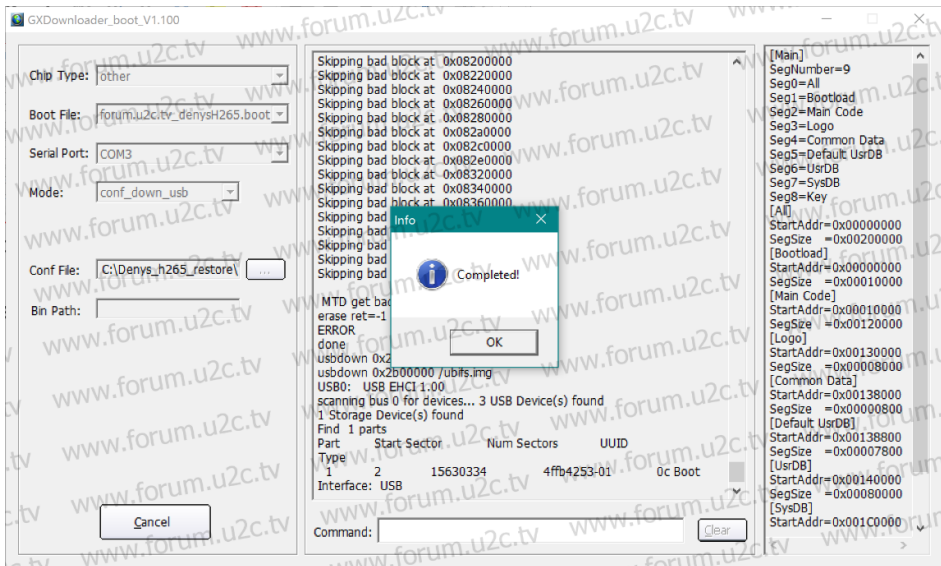 GXDownloader_boot_V1.100
Chip Type: other
Boot File: forum.u2c.tv_denysH265.boot
Serial Port: COM3
Mode: conf_down_usb
Conf File: C:\Denys_h265_restore\ ...
Bin Path:
Cancel
Skipping bad block at 0x08200000
Skipping bad block at 0x08220000
Skipping bad block at 0x08240000
Skipping bad block at 0x08260000
Skipping bad block at 0x08280000
Skipping bad block at 0x082a0000
Skipping bad block at 0x082c0000
Skipping bad block at 0x082e0000
Skipping bad block at 0x08320000
Skipping bad block at 0x08340000
Skipping bad block at 0x08360000
Skipping bad
Skipping bad
Skipping bad
Skipping bad
Skipping bad
MTD get bad
erase ret=-1
ERROR
done
usbdown 0x2
usbdown 0x2b00000 /ubifs.img
USB0: USB EHCI 1.00
scanning bus 0 for devices... 3 USB Device(s) found
1 Storage Device(s) found
Find 1 parts
Part Start Sector Num Sectors UUID
Type
1 2 15630334 4ffb4253-01 0c Boot
Interface: USB
Command:
Clear
Info
Completed!
OK
[Main]
SegNumber=9
Seg0=All
Seg1=Bootload
Seg2=Main Code
Seg3=Logo
Seg4=Common Data
Seg5=Default UsrDB
Seg6=UsrDB
Seg7=SysDB
Seg8=Key
[All]
StartAddr=0x00000000
SegSize =0x00200000
[Bootload]
StartAddr=0x00000000
SegSize =0x00010000
[Main Code]
StartAddr=0x00010000
SegSize =0x00120000
[Logo]
StartAddr=0x00130000
SegSize =0x00008000
[Common Data]
StartAddr=0x00138000
SegSize =0x00000800
[Default UsrDB]
StartAddr=0x00138800
SegSize =0x00007800
[UsrDB]
StartAddr=0x00140000
SegSize =0x00080000
[SysDB]
StartAddr=0x001C0000
www.forum.u2c.tv